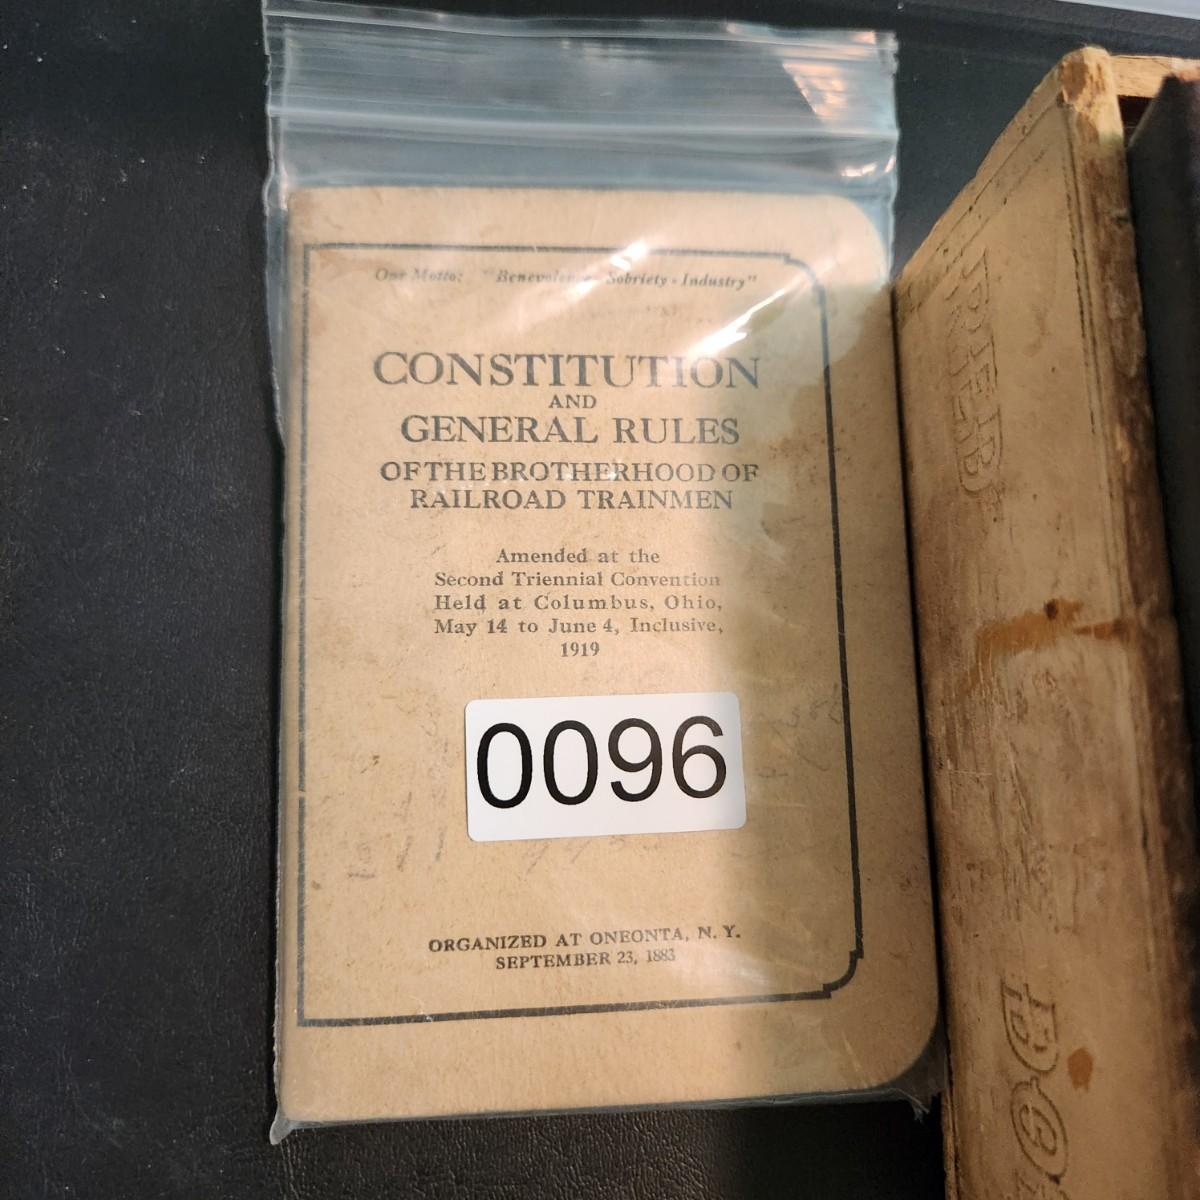 Our Motto: "Benevolence - Sobriety - Industry"
CONSTITUTION
AND
GENERAL RULES
OF THE BROTHERHOOD OF
RAILROAD TRAINMEN
Amended at the
Second Triennial Convention
Held at Columbus, Ohio,
May 14 to June 4, Inclusive,
1919
0096
ORGANIZED AT ONEONTA, N. Y.
SEPTEMBER 23, 1883